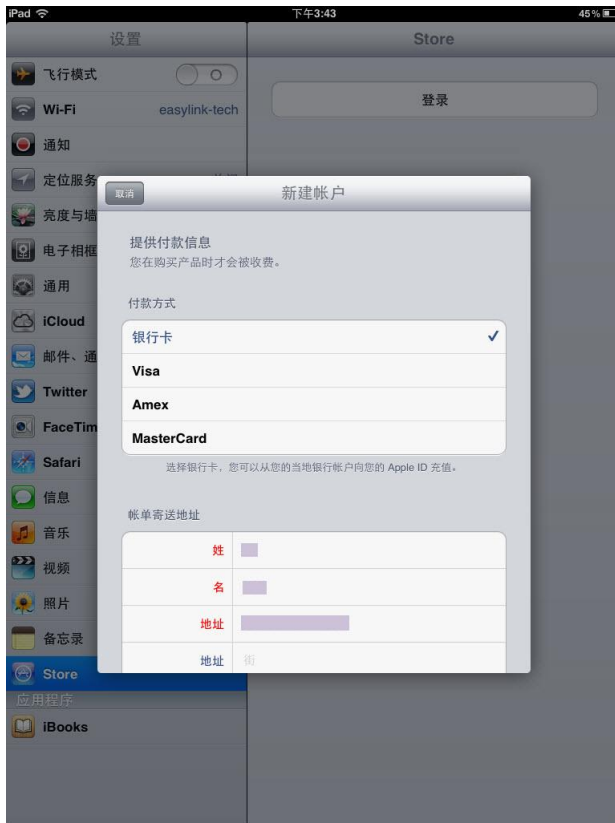 iPad
下午3:43
45%
设置
Store
飞行模式
登录
Wi-Fi
easylink-tech
通知
定位服务
取消
新建帐户
亮度与墙
提供付款信息
电子相框
您在购买产品时才会被收费。
通用
付款方式
iCloud
银行卡
邮件、通
Visa
Twitter
Amex
FaceTim
MasterCard
Safari
选择银行卡，您可以从您的当地银行帐户向您的 Apple ID 充值。
信息
帐单寄送地址
音乐
姓
视频
名
照片
地址
备忘录
地址
街
Store
应用程序
iBooks